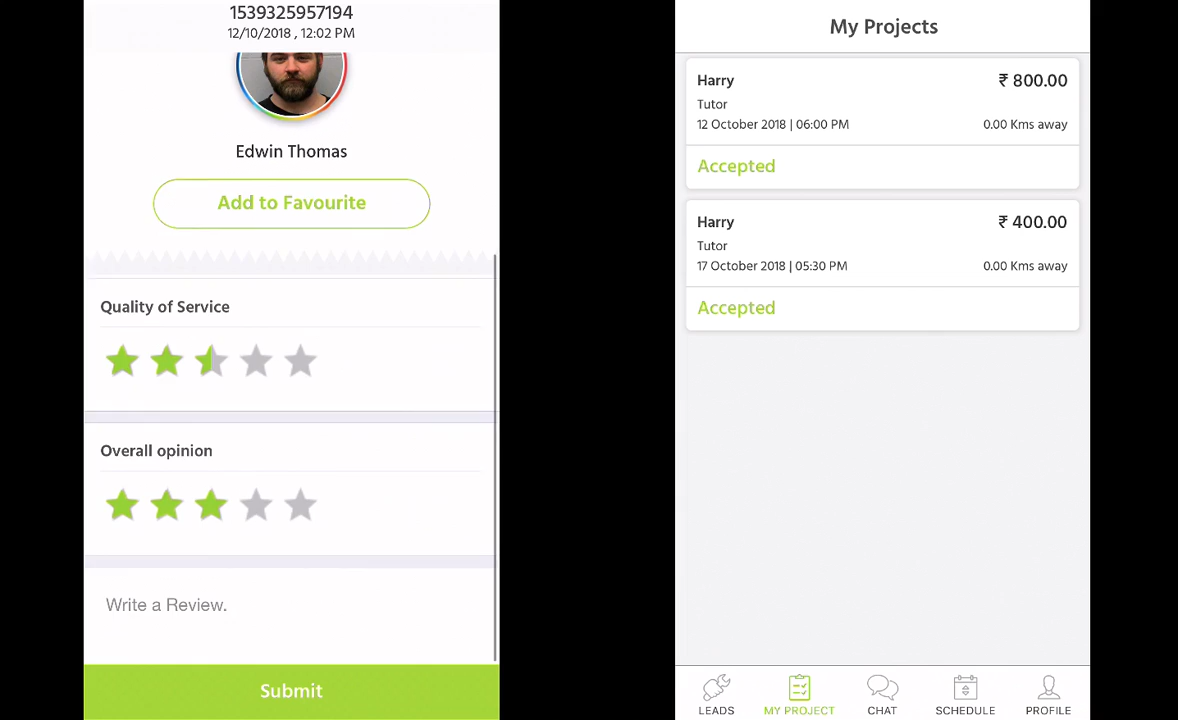 1539325957194
12/10/2018 , 12:02 PM
Edwin Thomas
Add to Favourite
Quality of Service
Overall opinion
Write a Review.
Submit
My Projects
Harry ₹ 800.00
Tutor
12 October 2018 | 06:00 PM 0.00 Kms away
Accepted
Harry ₹ 400.00
Tutor
17 October 2018 | 05:30 PM 0.00 Kms away
Accepted
LEADS MY PROJECT CHAT SCHEDULE PROFILE